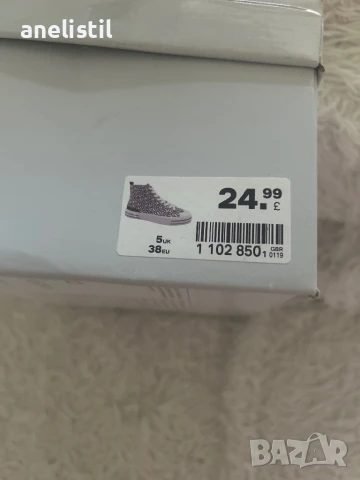 anelistil
24.99
£
5UK
38EU
1 102 850 1
GBR
0119
BAZAR